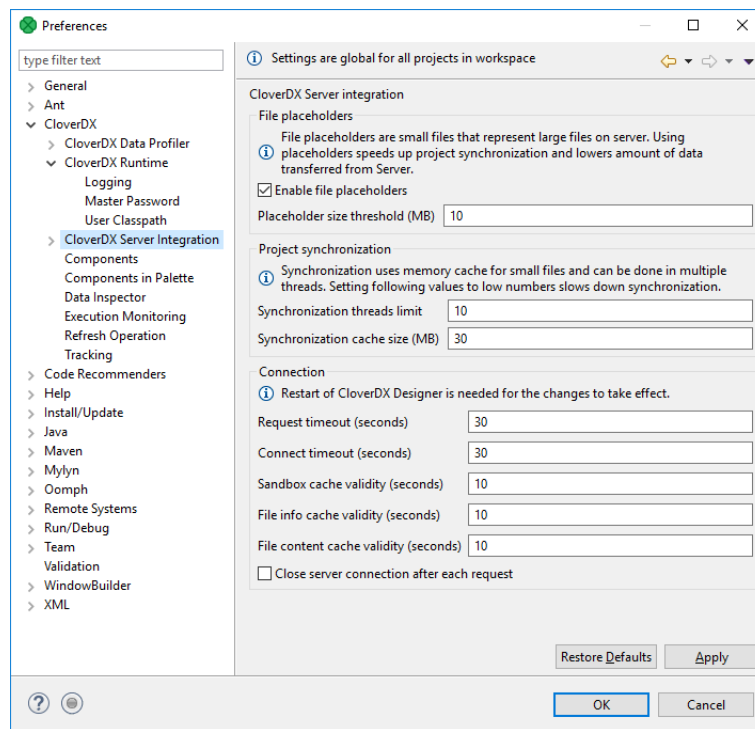 Preferences
type filter text
General
Ant
CloverDX
CloverDX Data Profiler
CloverDX Runtime
Logging
Master Password
User Classpath
CloverDX Server Integration
Components
Components in Palette
Data Inspector
Execution Monitoring
Refresh Operation
Tracking
Code Recommenders
Help
Install/Update
Java
Maven
Mylyn
Oomph
Remote Systems
Run/Debug
Team
Validation
WindowBuilder
XML
Settings are global for all projects in workspace
CloverDX Server integration
File placeholders
File placeholders are small files that represent large files on server. Using
placeholders speeds up project synchronization and lowers amount of data
transferred from Server.
Enable file placeholders
Placeholder size threshold (MB) 10
Project synchronization
Synchronization uses memory cache for small files and can be done in multiple
threads. Setting following values to low numbers slows down synchronization.
Synchronization threads limit 10
Synchronization cache size (MB) 30
Connection
Restart of CloverDX Designer is needed for the changes to take effect.
Request timeout (seconds) 30
Connect timeout (seconds) 30
Sandbox cache validity (seconds) 10
File info cache validity (seconds) 10
File content cache validity (seconds) 10
Close server connection after each request
Restore Defaults Apply
OK Cancel